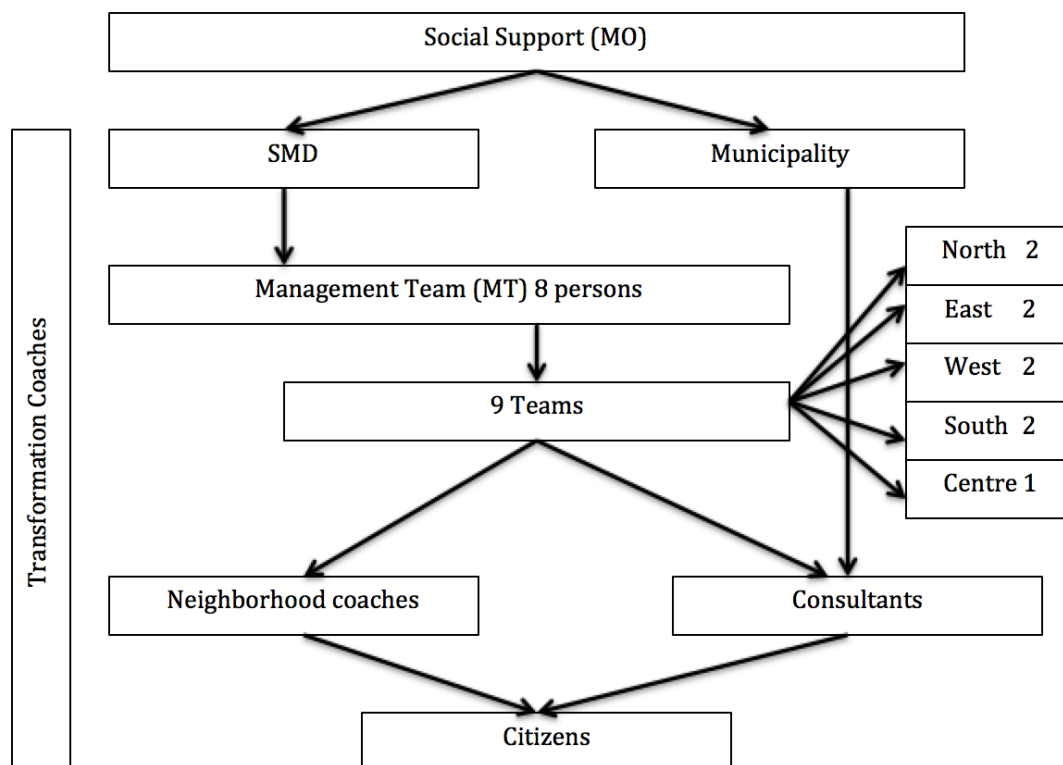 Social Support (MO)
SMD
Municipality
Management Team (MT) 8 persons
9 Teams
North 2
East 2
West 2
South 2
Centre 1
Neighborhood coaches
Consultants
Citizens
Transformation Coaches